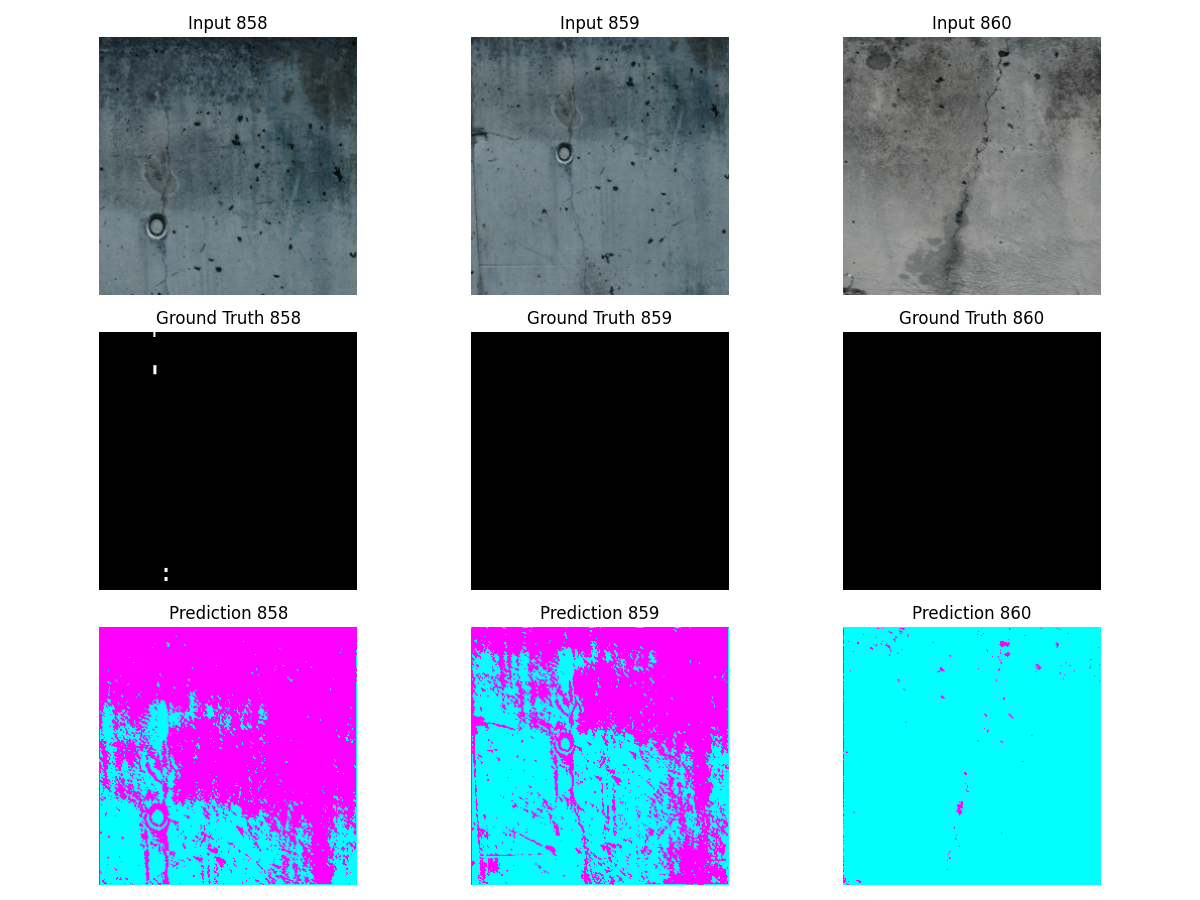 Input 858
Input 859
Input 860
Ground Truth 858
Ground Truth 859
Ground Truth 860
Prediction 858
Prediction 859
Prediction 860